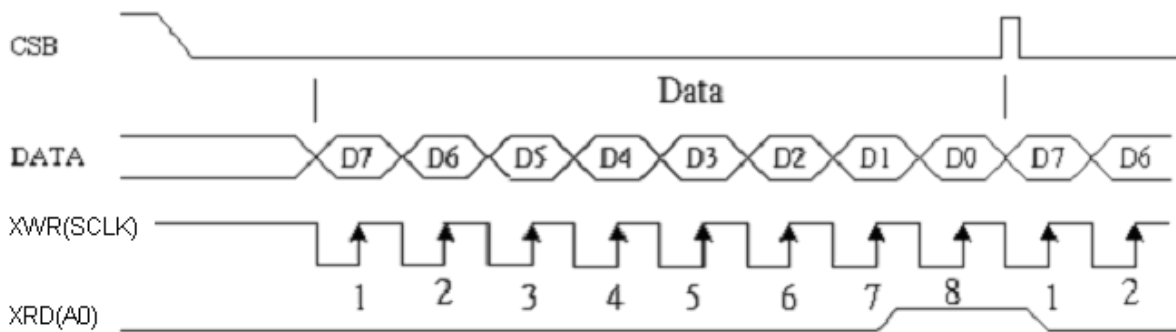 CSB
Data
DATA D7 D6 D5 D4 D3 D2 D1 D0 D7 D6
XWR(SCLK)
1 2 3 4 5 6 7 8 1 2
XRD(A0)